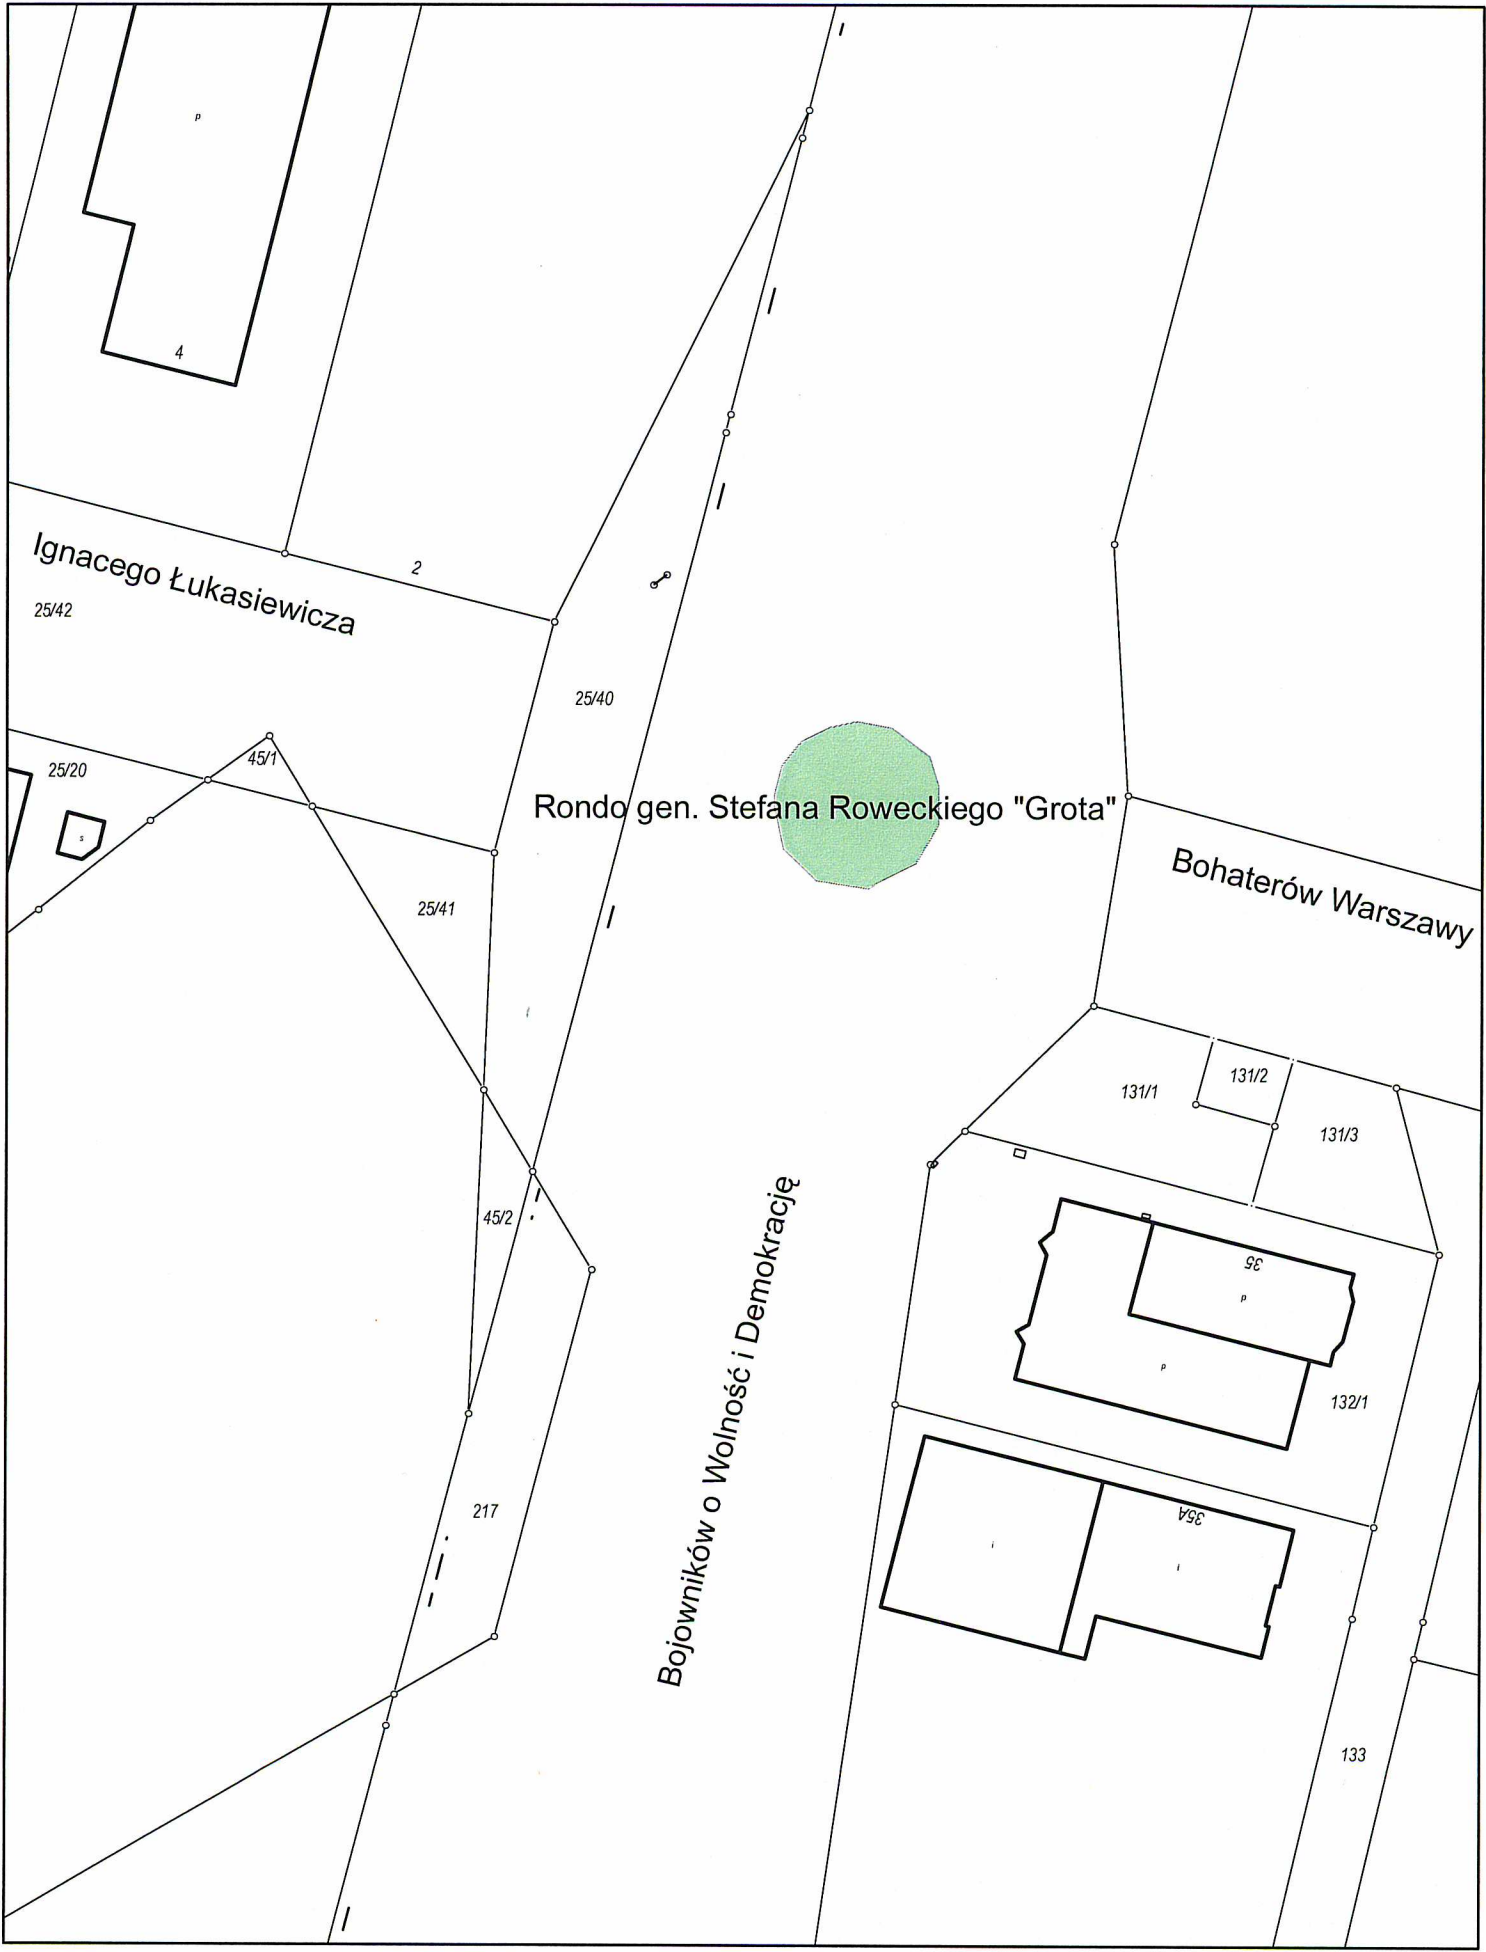 p
4
Ignacego Łukasiewicza
2
25/42
25/40
45/1
25/20
s
Rondo gen. Stefana Roweckiego "Grota"
Bohaterów Warszawy
25/41
131/1
131/2
131/3
45/2
Bojowników o Wolność i Demokrację
35
p
p
132/1
217
35A
i
i
133